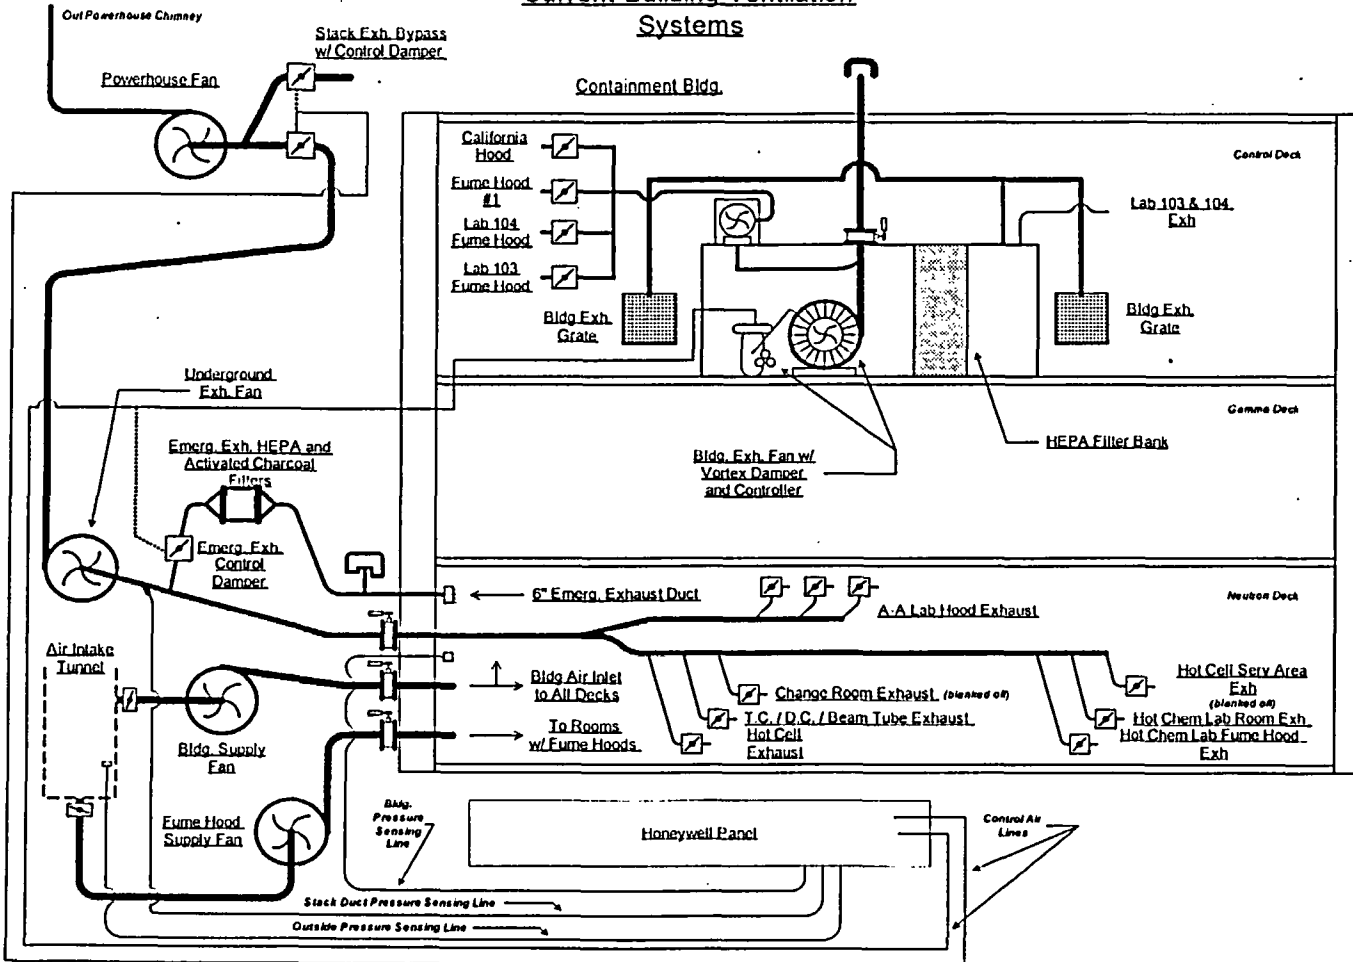 Current Building Ventilation
Systems
Out Powerhouse Chimney
Stack Exh. Bypass
w/ Control Damper
Powerhouse Fan
Containment Bldg.
California
Hood
Control Deck
Fume Hood
#1
Lab 103 & 104
Exh
Lab 104
Fume Hood
Lab 103
Fume Hood
Bldg Exh.
Grate
Bldg Exh.
Grate
Underground
Exh. Fan
Gamma Deck
Emerg. Exh. HEPA and
Activated Charcoal
Filters
HEPA Filter Bank
Bldg. Exh. Fan w/
Vortex Damper
and Controller
Emerg. Exh.
Control
Damper
6" Emerg. Exhaust Duct
Neutron Deck
A-A Lab Hood Exhaust
Air Intake
Tunnel
Bldg Air Inlet
to All Decks
Change Room Exhaust (blanked off)
Hot Cell Serv Area
Exh
(blanked off)
T.C. / D.C. / Beam Tube Exhaust
Hot Cell
Exhaust
Hot Chem Lab Room Exh
Hot Chem Lab Fume Hood
Exh
To Rooms
w/ Fume Hoods
Bldg. Supply
Fan
Fume Hood
Supply Fan
Bldg.
Pressure
Sensing
Line
Honeywell Panel
Control Air
Lines
Stack Duct Pressure Sensing Line
Outside Pressure Sensing Line